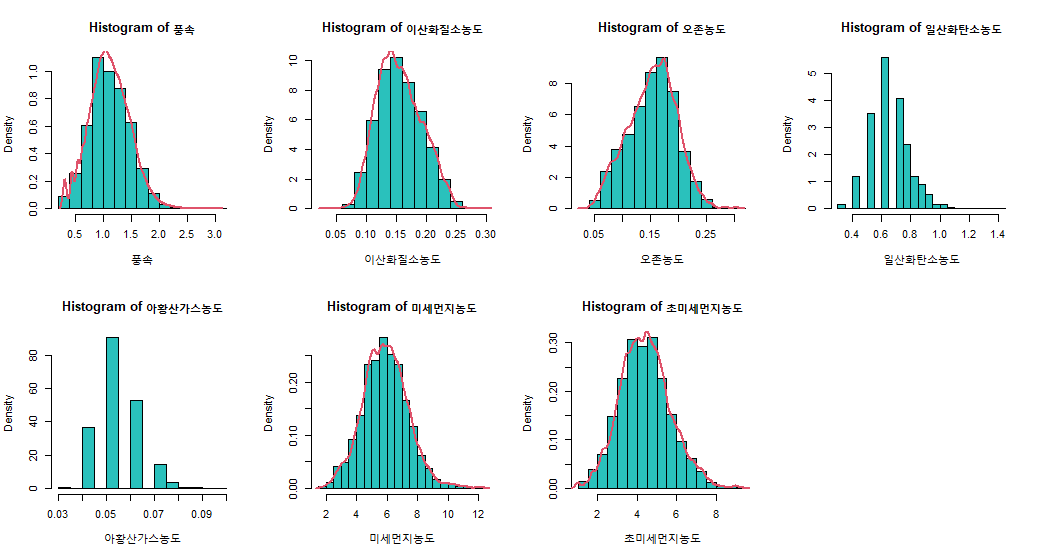 Histogram of 풍속
Density
0.0 0.2 0.4 0.6 0.8 1.0
0.5 1.0 1.5 2.0 2.5 3.0
풍속
Histogram of 이산화질소농도
Density
0 2 4 6 8 10
0.05 0.10 0.15 0.20 0.25 0.30
이산화질소농도
Histogram of 오존농도
Density
0 2 4 6 8
0.05 0.15 0.25
오존농도
Histogram of 일산화탄소농도
Density
0 1 2 3 4 5
0.4 0.6 0.8 1.0 1.2 1.4
일산화탄소농도
Histogram of 아황산가스농도
Density
0 20 40 60 80
0.03 0.05 0.07 0.09
아황산가스농도
Histogram of 미세먼지농도
Density
0.00 0.10 0.20
2 4 6 8 10 12
미세먼지농도
Histogram of 초미세먼지농도
Density
0.00 0.10 0.20 0.30
2 4 6 8
초미세먼지농도